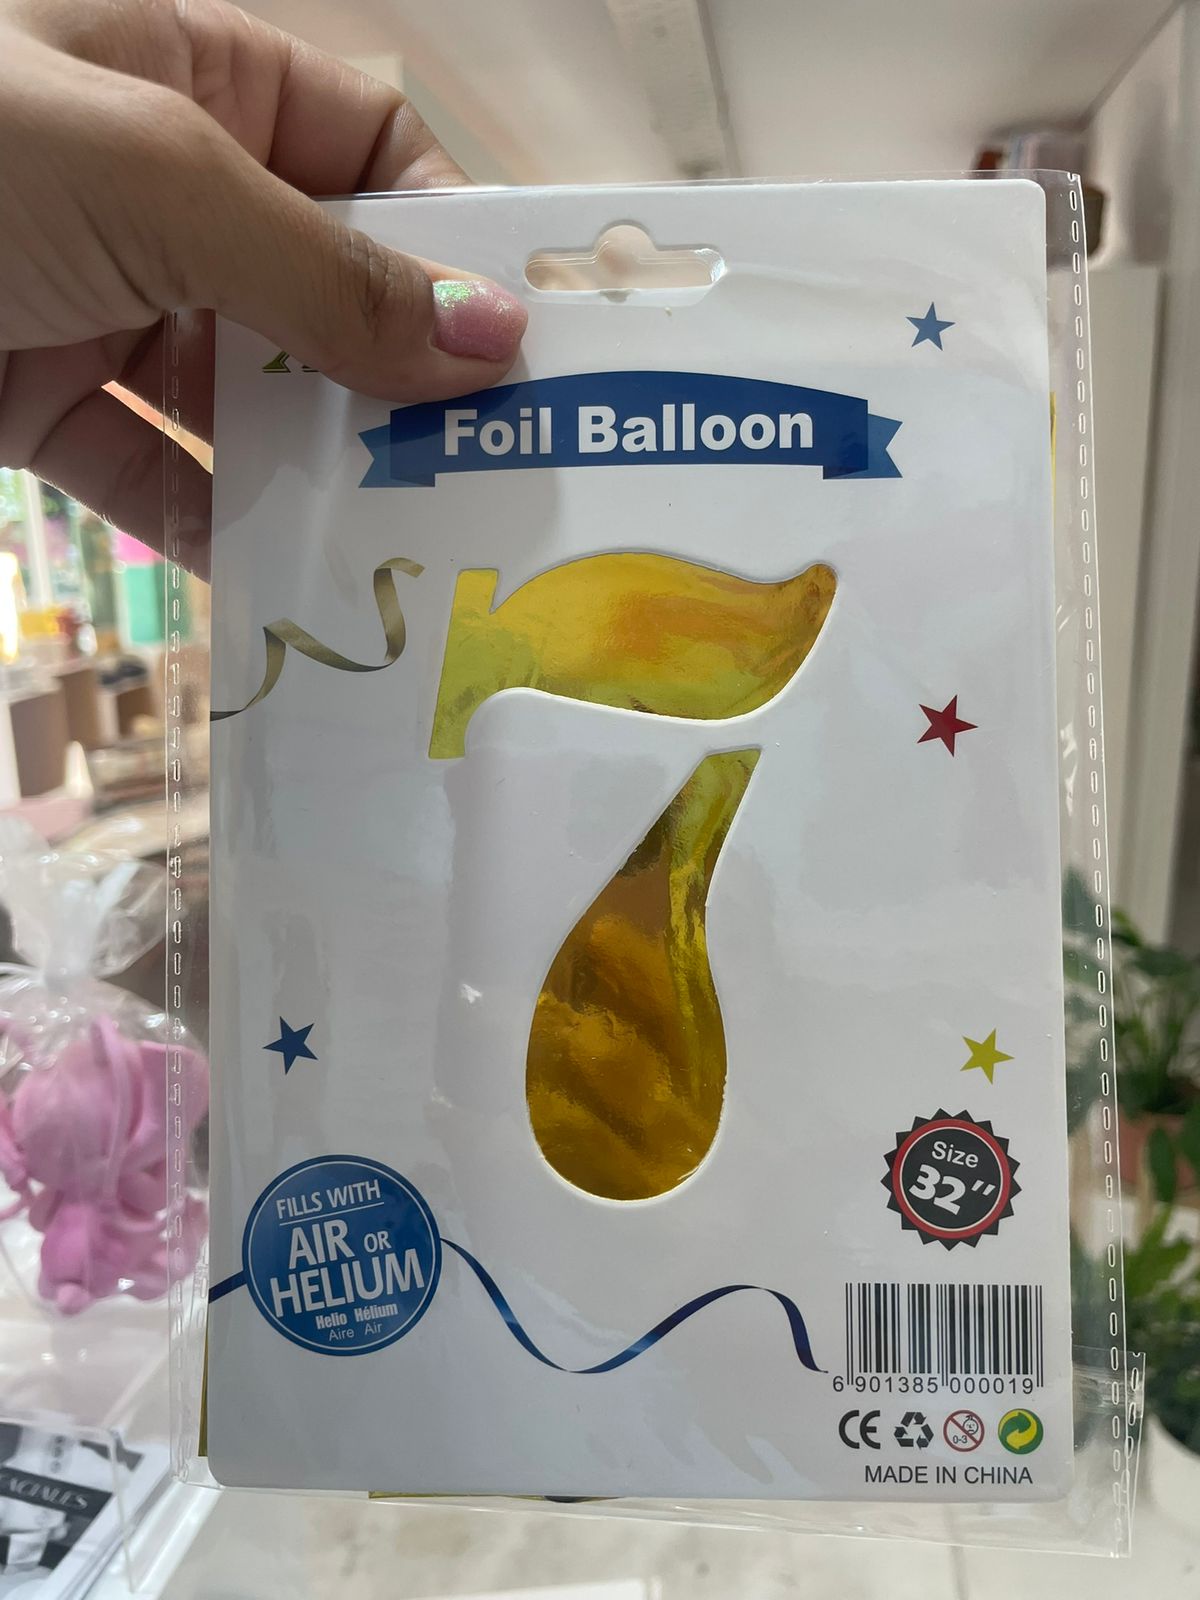 Foil Balloon
7
Size
32"
FILLS WITH
AIR OR
HELIUM
Helio Hélium
Aire Air
6 901385 000019
CE
0-3
MADE IN CHINA